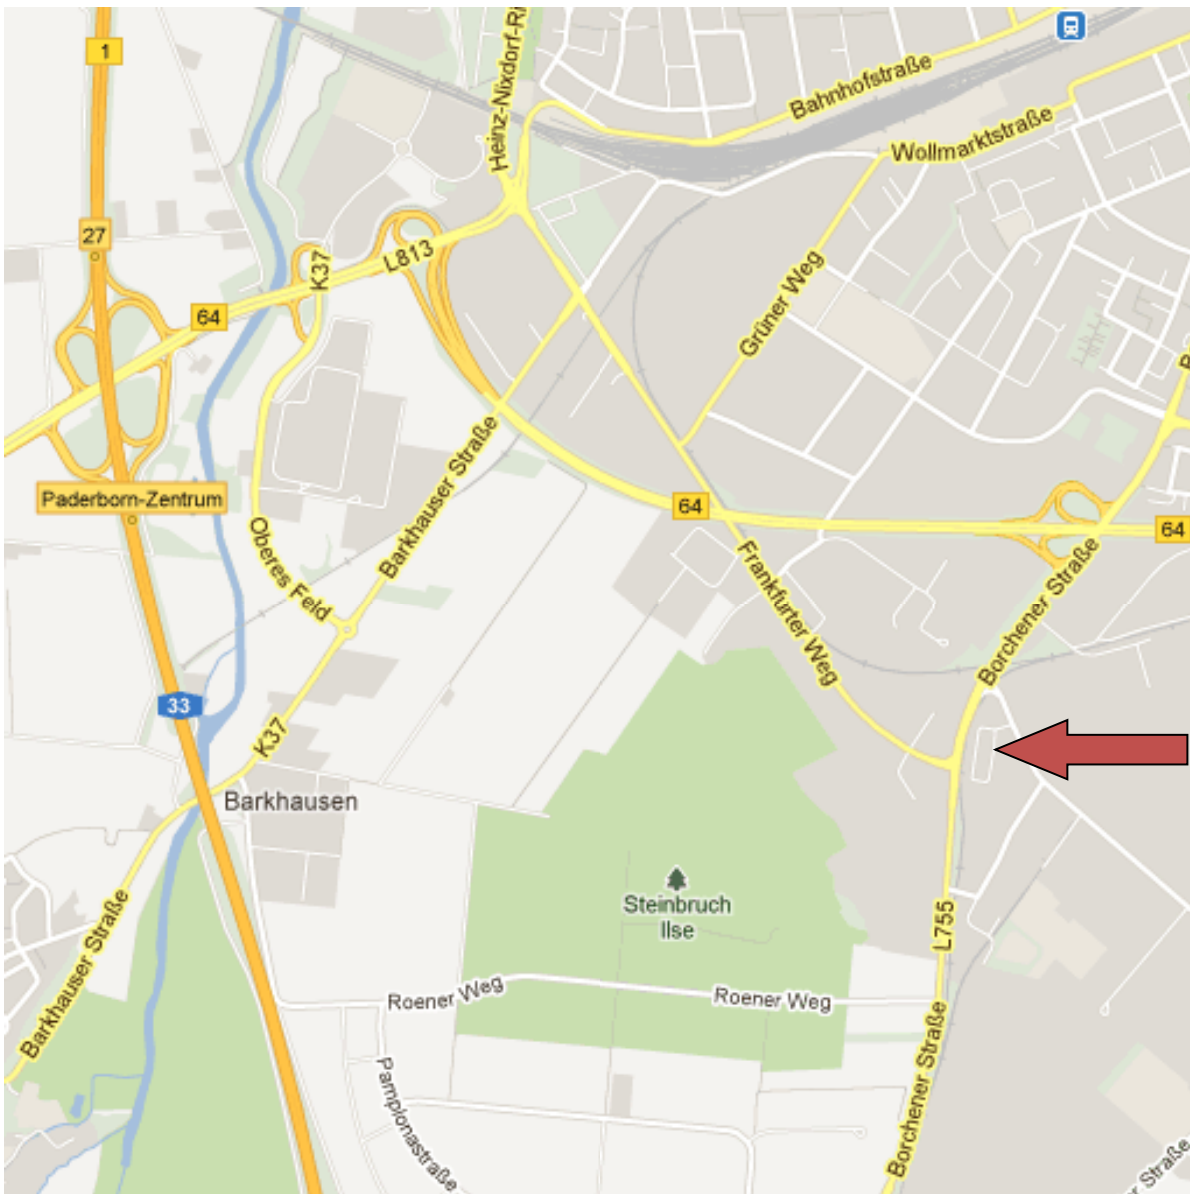 1
Heinz-Nixdorf-Ri
Bahnhofstraße
Wollmarktstraße
27
K37
L813
64
Grüner Weg
B
Barkhauser Straße
Paderborn-Zentrum
64
64
Oberes Feld
Frankfurter Weg
Borchener Straße
33
K37
Barkhausen
Barkhauser Straße
Steinbruch
Ilse
L755
Roener Weg
Roener Weg
Borchener Straße
Pamplonastraße
er Straße